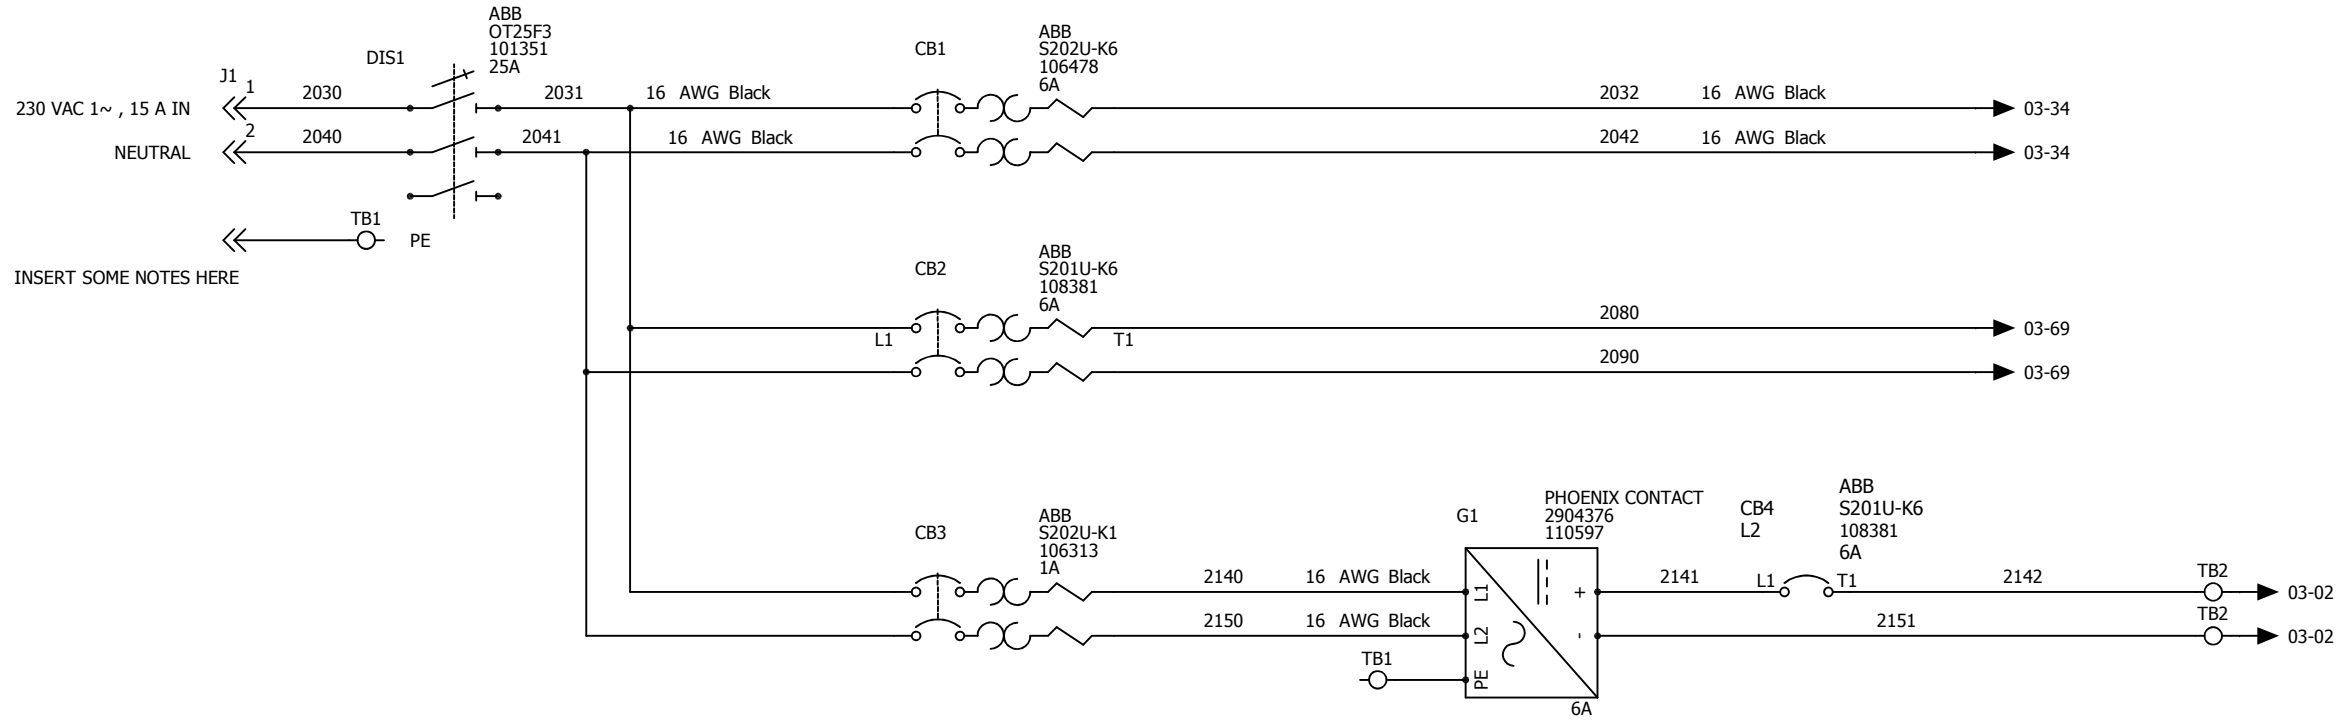 ABB
OT25F3
101351
25A
DIS1
J1
1
230 VAC 1~ , 15 A IN
2030
2031
16 AWG Black
2
NEUTRAL
2040
2041
16 AWG Black
TB1
PE
INSERT SOME NOTES HERE
CB1
ABB
S202U-K6
106478
6A
2032
16 AWG Black
03-34
2042
16 AWG Black
03-34
CB2
ABB
S201U-K6
108381
6A
L1
T1
2080
03-69
2090
03-69
CB3
ABB
S202U-K1
106313
1A
2140
16 AWG Black
2150
16 AWG Black
TB1
G1
PHOENIX CONTACT
2904376
110597
L1
L2
PE
+
-
6A
CB4
L2
ABB
S201U-K6
108381
6A
2141
L1
T1
2142
TB2
03-02
2151
TB2
03-02